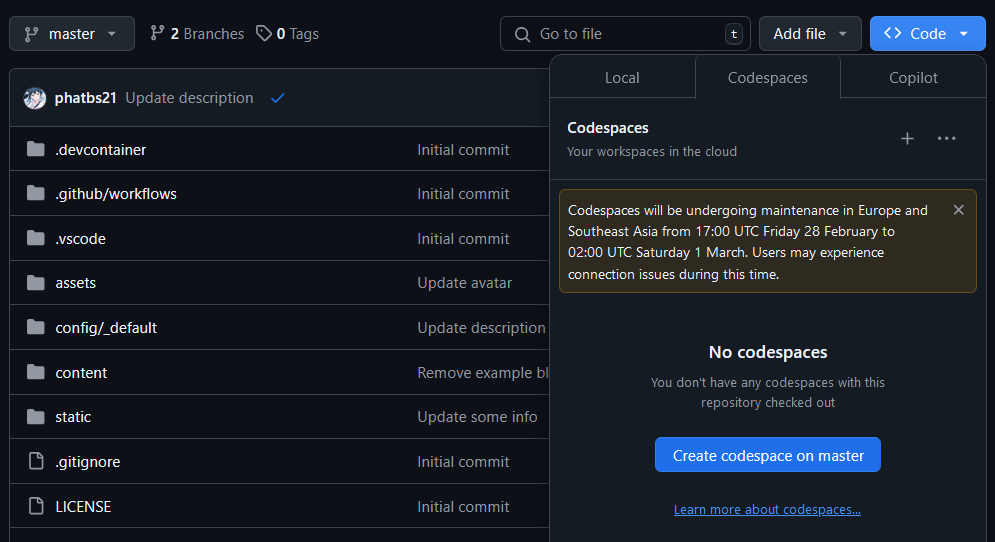 master
2 Branches
0 Tags
Go to file
t
Add file
Code
phatbs21 Update description
.devcontainer Initial commit
.github/workflows Initial commit
.vscode Initial commit
assets Update avatar
config/_default Update description
content Remove example bl
static Update some info
.gitignore Initial commit
LICENSE Initial commit
Local
Codespaces
Copilot
Codespaces
Your workspaces in the cloud
Codespaces will be undergoing maintenance in Europe and
Southeast Asia from 17:00 UTC Friday 28 February to
02:00 UTC Saturday 1 March. Users may experience
connection issues during this time.
No codespaces
You don't have any codespaces with this
repository checked out
Create codespace on master
Learn more about codespaces...